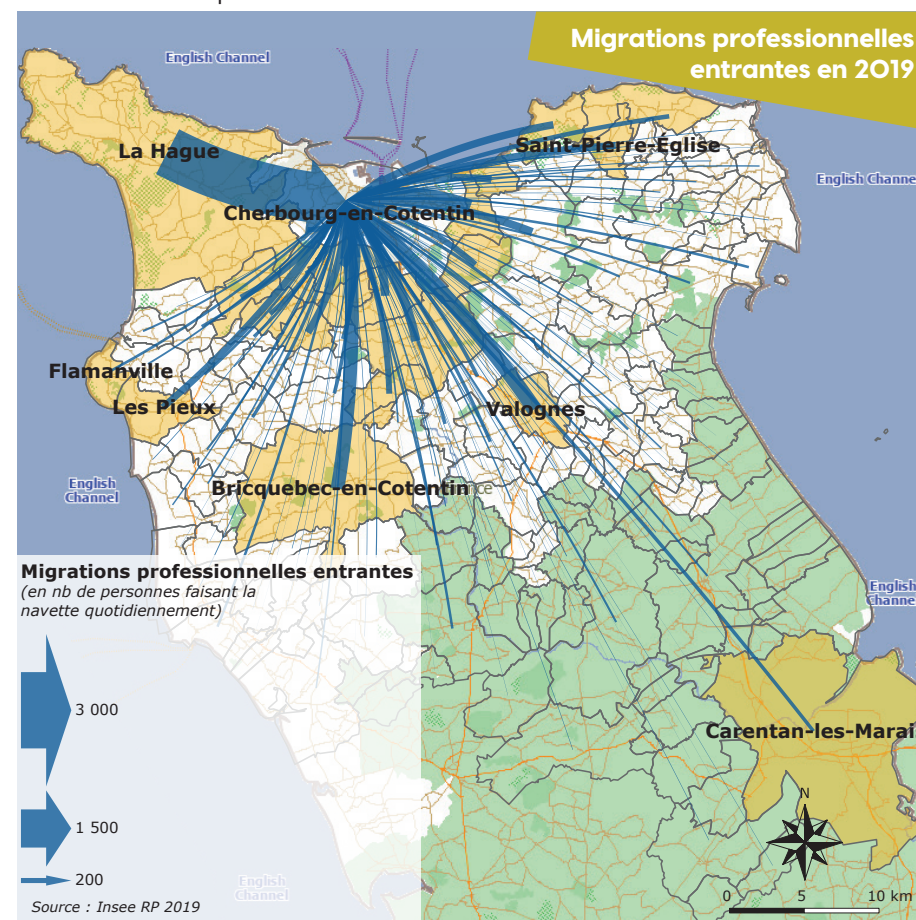 Migrations professionnelles
entrantes en 2019
English Channel
La Hague
Saint-Pierre-Église
English Channe
Cherbourg-en-Cotentin
Flamanville
Les Pieux
Valognes
English
Channel
Bricquebec-en-Cotentin
nce
Migrations professionnelles entrantes
(en nb de personnes faisant la
navette quotidiennement)
3 000
1 500
200
Source : Insee RP 2019
English
Channe
Carentan-les-Marai
English
Channel
N
0 5 10 km